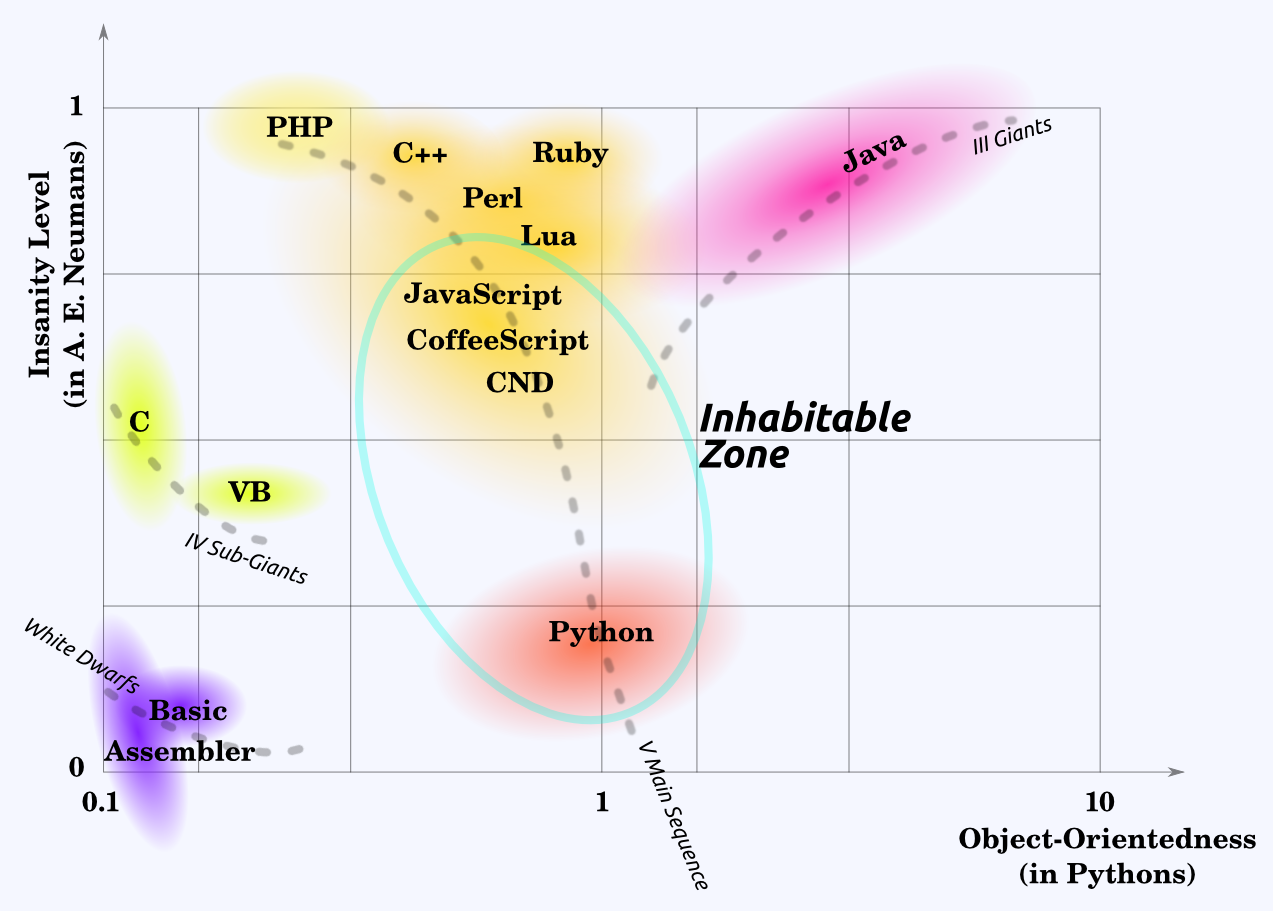 1
PHP
C++
Ruby
Java
III Giants
Perl
Lua
Insanity Level
(in A. E. Neumans)
JavaScript
CoffeeScript
CND
C
Inhabitable
Zone
VB
IV Sub-Giants
White Dwarfs
Python
Basic
Assembler
V Main Sequence
0
0.1
1
10
Object-Orientedness
(in Pythons)